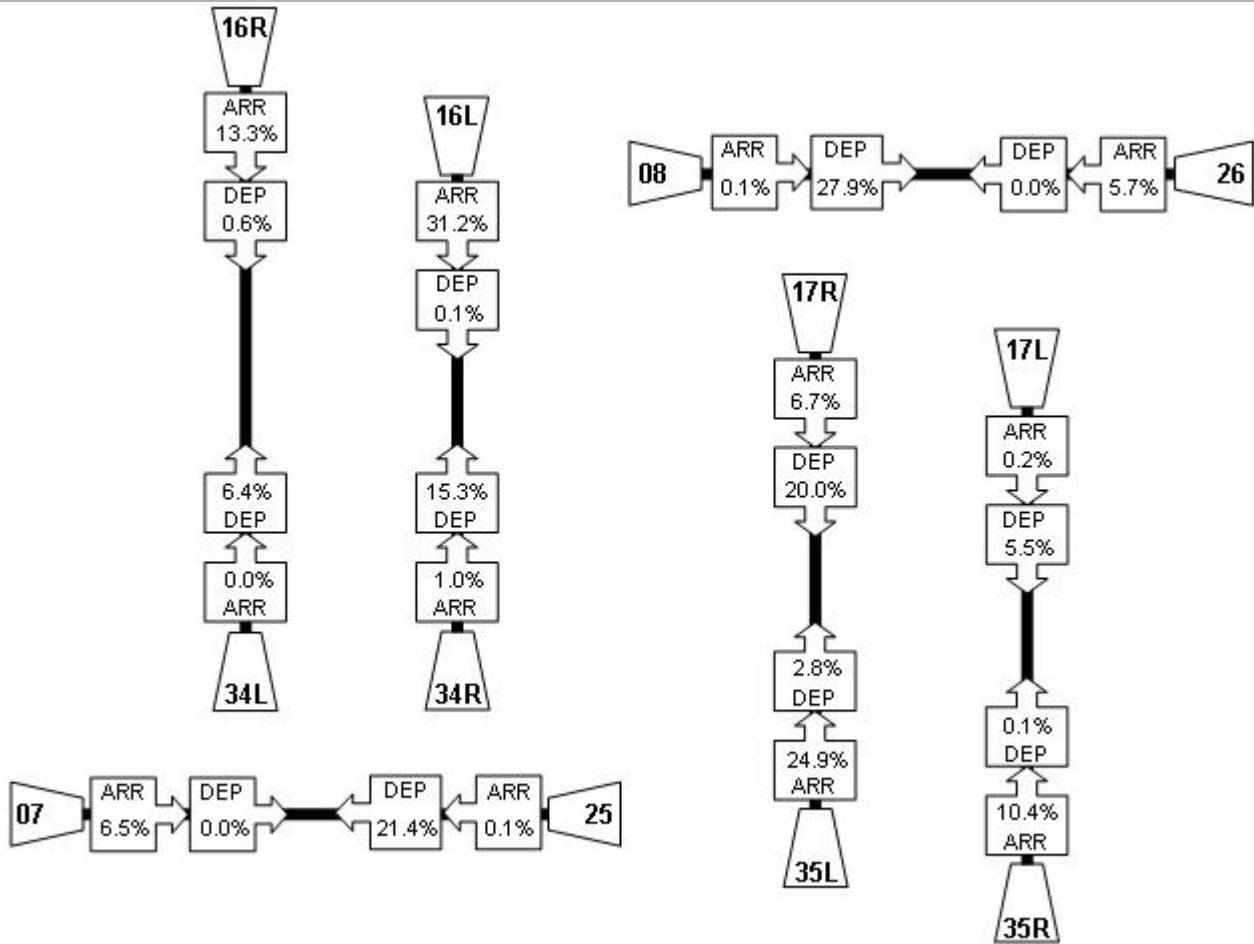 16R
ARR
13.3%
DEP
0.6%
6.4%
DEP
0.0%
ARR
34L
16L
ARR
31.2%
DEP
0.1%
15.3%
DEP
1.0%
ARR
34R
08
ARR
0.1%
DEP
27.9%
DEP
0.0%
ARR
5.7%
26
17R
ARR
6.7%
DEP
20.0%
2.8%
DEP
24.9%
ARR
35L
17L
ARR
0.2%
DEP
5.5%
0.1%
DEP
10.4%
ARR
35R
07
ARR
6.5%
DEP
0.0%
DEP
21.4%
ARR
0.1%
25